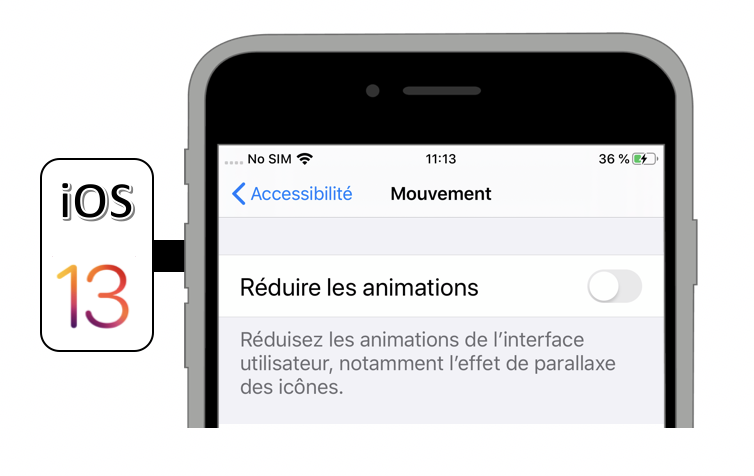 No SIM 11:13 36 %
Accessibilité Mouvement
iOS
13
Réduire les animations
Réduisez les animations de l’interface
utilisateur, notamment l’effet de parallaxe
des icônes.